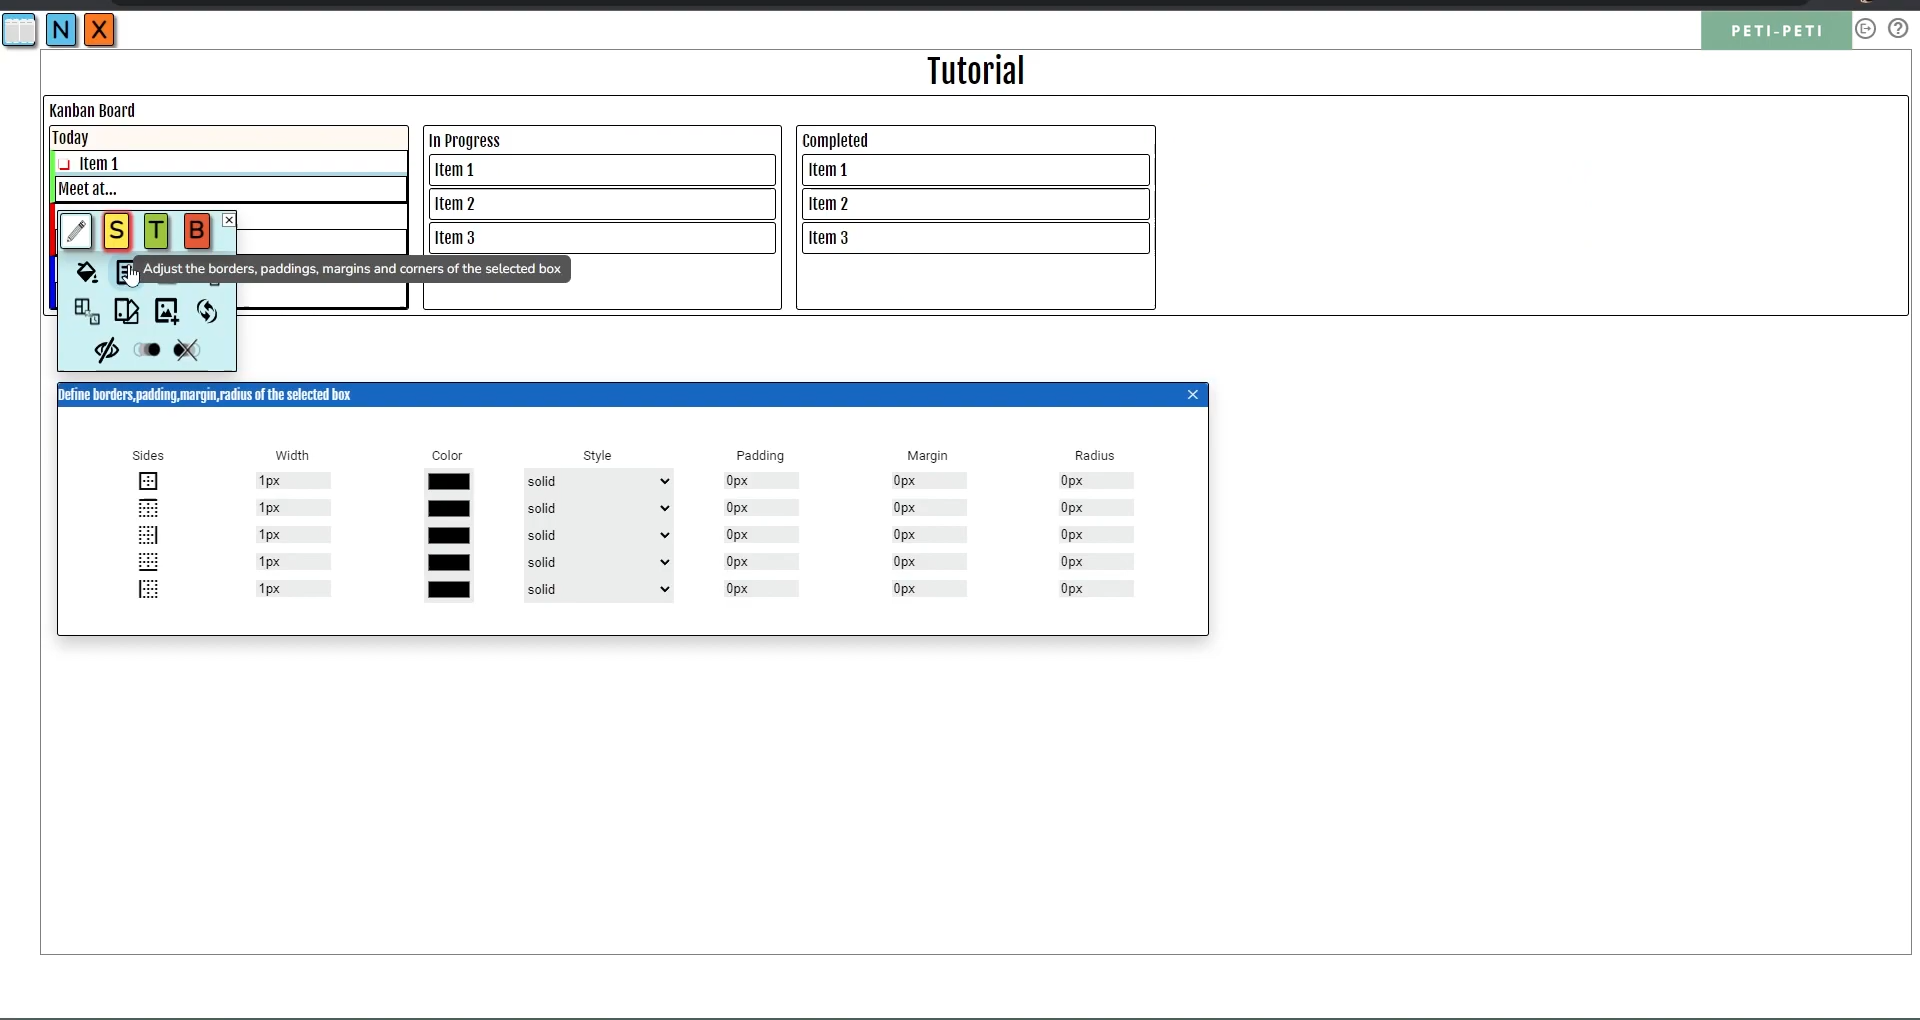 N X
PETI-PETI
Tutorial
Kanban Board
Today
Item 1
Meet at...
In Progress
Item 1
Item 2
Item 3
Completed
Item 1
Item 2
Item 3
S T B
Adjust the borders, paddings, margins and corners of the selected box
Define borders,padding,margin,radius of the selected box
Sides Width Color Style Padding Margin Radius
1px solid 0px 0px 0px
1px solid 0px 0px 0px
1px solid 0px 0px 0px
1px solid 0px 0px 0px
1px solid 0px 0px 0px